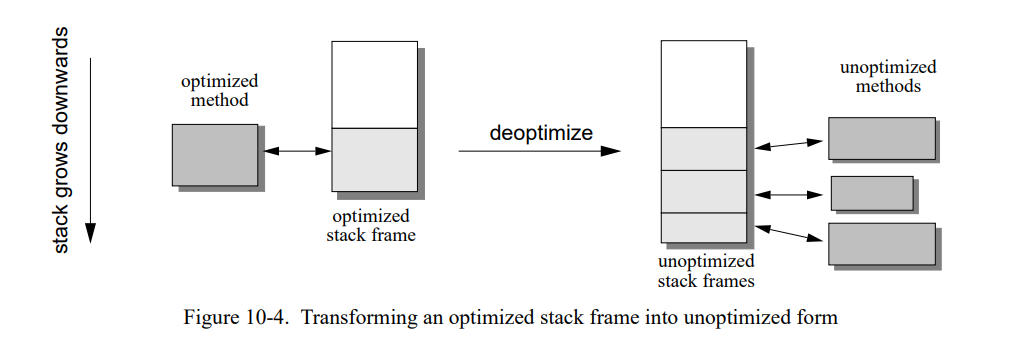 stack grows downwards
optimized
method
optimized
stack frame
deoptimize
unoptimized
methods
unoptimized
stack frames
Figure 10-4. Transforming an optimized stack frame into unoptimized form